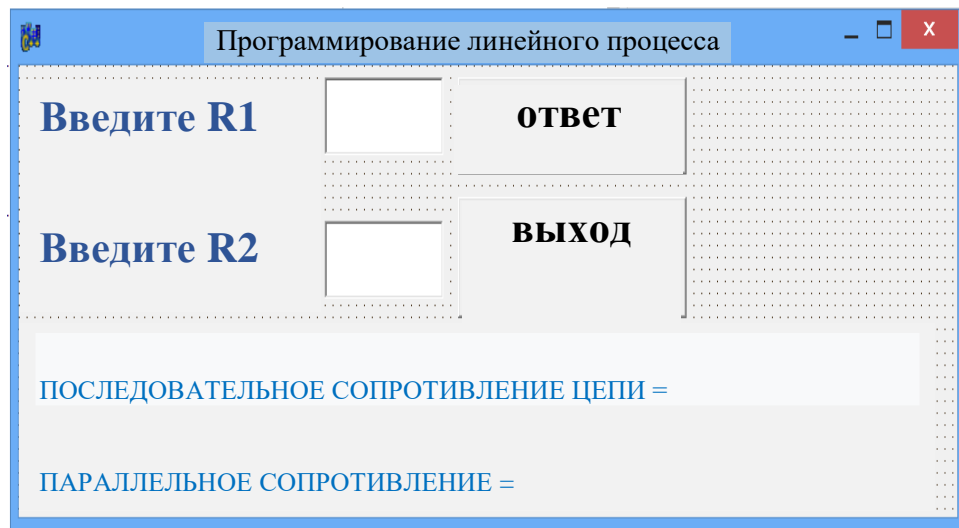 Программирование линейного процесса
Введите R1
ответ
Введите R2
выход
ПОСЛЕДОВАТЕЛЬНОЕ СОПРОТИВЛЕНИЕ ЦЕПИ =
ПАРАЛЛЕЛЬНОЕ СОПРОТИВЛЕНИЕ =